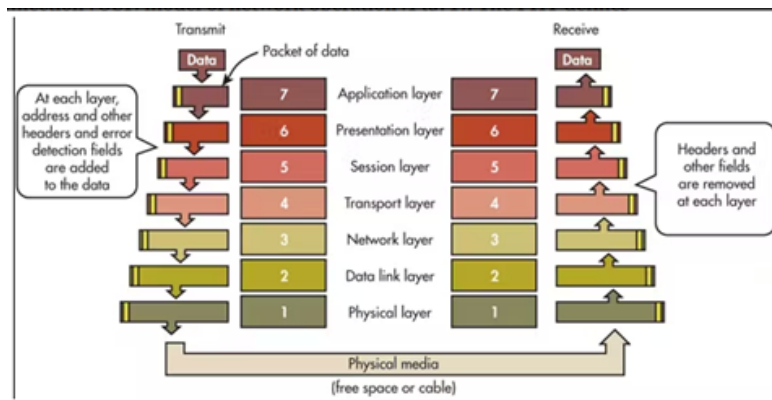 Transmit
Receive
Data
Packet of data
Data
At each layer,
address and other
headers and error
detection fields
are added
to the data
7 Application layer 7
6 Presentation layer 6
5 Session layer 5
4 Transport layer 4
3 Network layer 3
2 Data link layer 2
1 Physical layer 1
Headers and
other fields
are removed
at each layer
Physical media
(free space or cable)